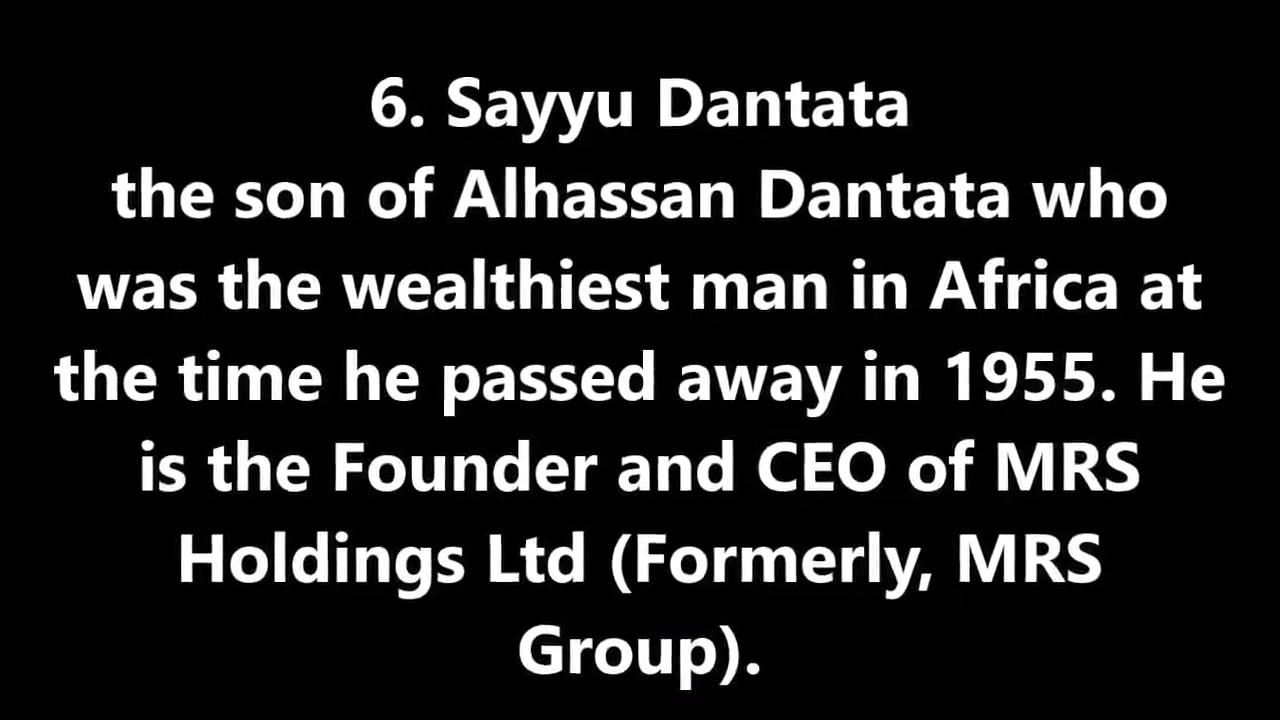 6. Sayyu Dantata
the son of Alhassan Dantata who
was the wealthiest man in Africa at
the time he passed away in 1955. He
is the Founder and CEO of MRS
Holdings Ltd (Formerly, MRS
Group).